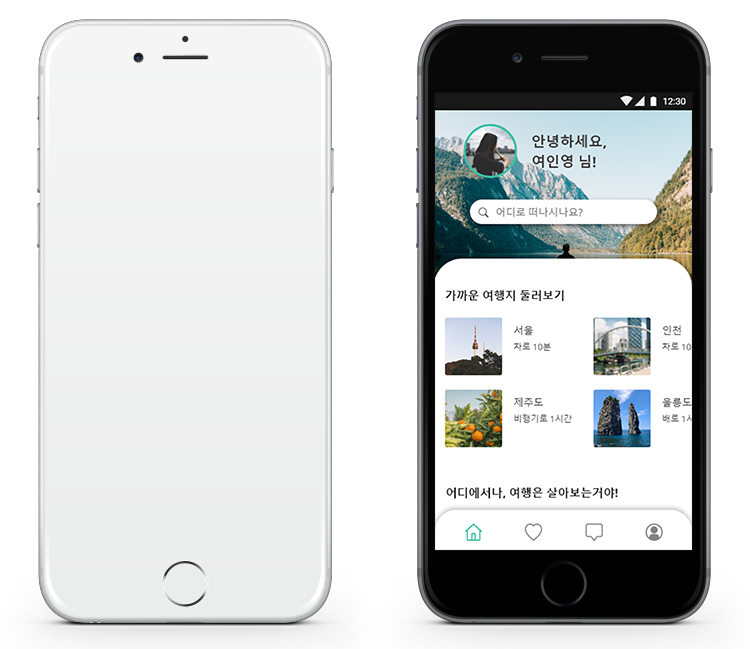 12:30
안녕하세요,
여인영 님!
어디로 떠나시나요?
가까운 여행지 둘러보기
서울
차로 10분
인천
차로 10
제주도
비행기로 1시간
울릉도
배로 1시
어디에서나, 여행은 살아보는거야!